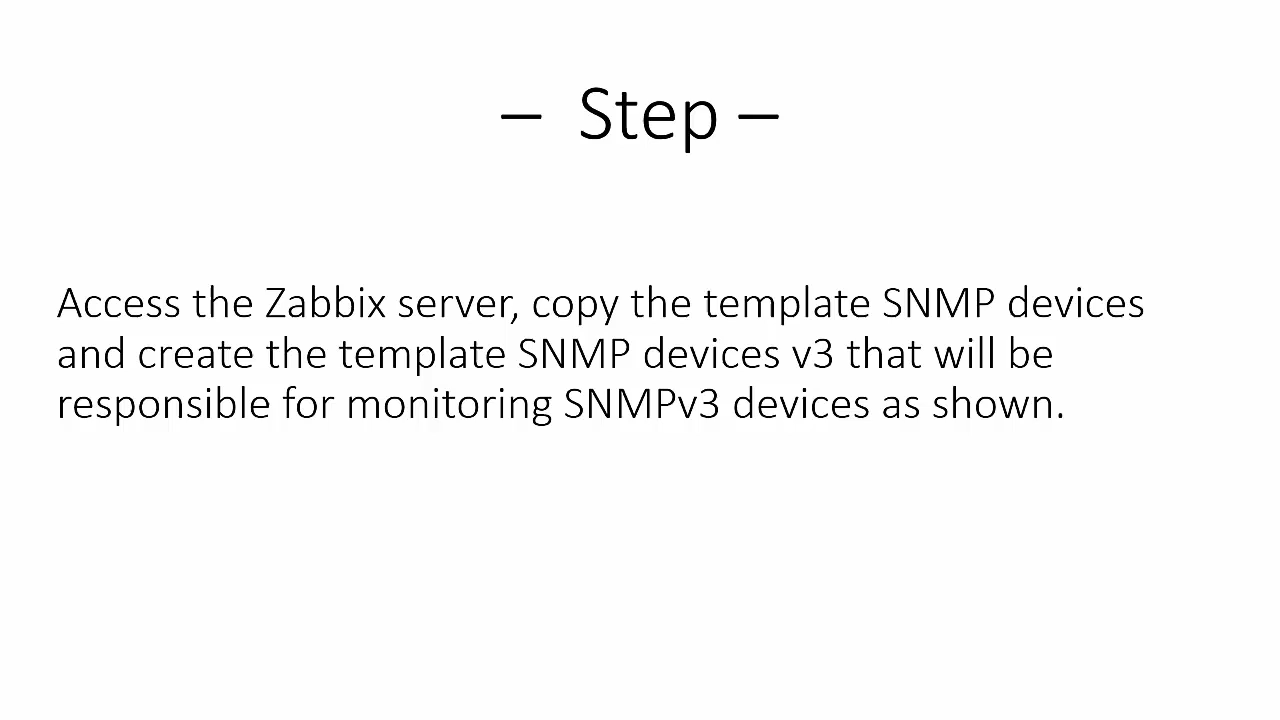 – Step –
Access the Zabbix server, copy the template SNMP devices
and create the template SNMP devices v3 that will be
responsible for monitoring SNMPv3 devices as shown.